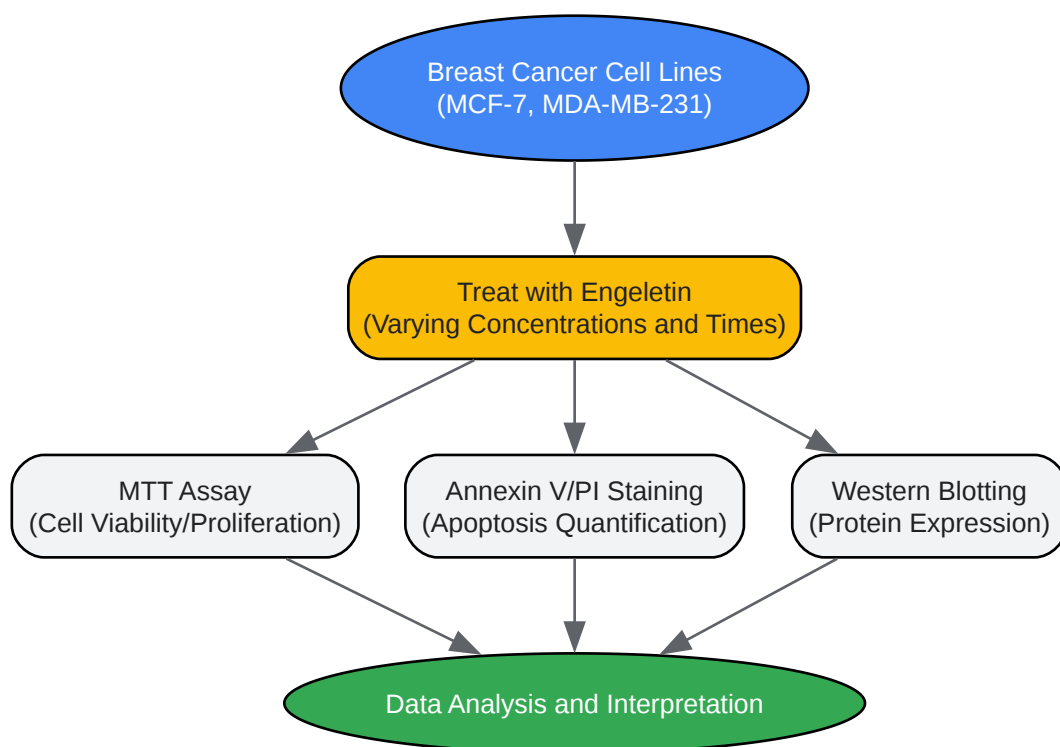 Breast Cancer Cell Lines
(MCF-7, MDA-MB-231)
Treat with Engeletin
(Varying Concentrations and Times)
MTT Assay
(Cell Viability/Proliferation)
Annexin V/PI Staining
(Apoptosis Quantification)
Western Blotting
(Protein Expression)
Data Analysis and Interpretation